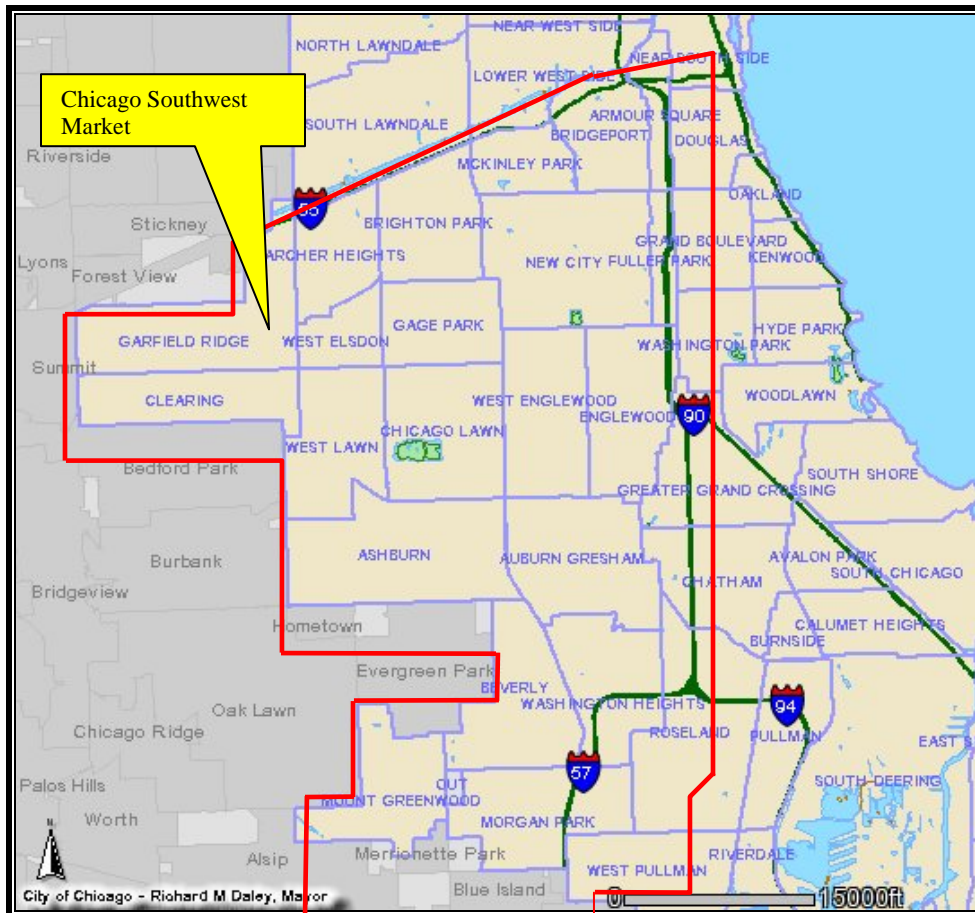 NEAR WEST SIDE
NORTH LAWNDALE
NEAR SOUTH SIDE
LOWER WEST SIDE
Chicago Southwest
Market
SOUTH LAWNDALE
ARMOUR SQUARE
BRIDGEPORT
DOUGLAS
Riverside
MCKINLEY PARK
OAKLAND
55
Stickney
BRIGHTON PARK
GRAND BOULEVARD
Lyons
ARCHER HEIGHTS
NEW CITY
FULLER PARK
KENWOOD
Forest View
GAGE PARK
HYDE PARK
GARFIELD RIDGE
WEST ELSDON
WASHINGTON PARK
Summit
CLEARING
WEST ENGLEWOOD
WOODLAWN
ENGLEWOOD
90
CHICAGO LAWN
WEST LAWN
Bedford Park
SOUTH SHORE
GREATER GRAND CROSSING
Burbank
ASHBURN
AUBURN GRESHAM
AVALON PARK
SOUTH CHICAGO
Bridgeview
CHATHAM
Hometown
CALUMET HEIGHTS
BURNSIDE
Evergreen Park
BEVERLY
Oak Lawn
WASHINGTON HEIGHTS
94
Chicago Ridge
ROSELAND
PULLMAN
EAST S
57
Palos Hills
OUT
SOUTH DEERING
MOUNT GREENWOOD
Worth
MORGAN PARK
N
Alsip
Merrionette Park
RIVERDALE
WEST PULLMAN
Blue Island
City of Chicago - Richard M Daley, Mayor
0
15000ft